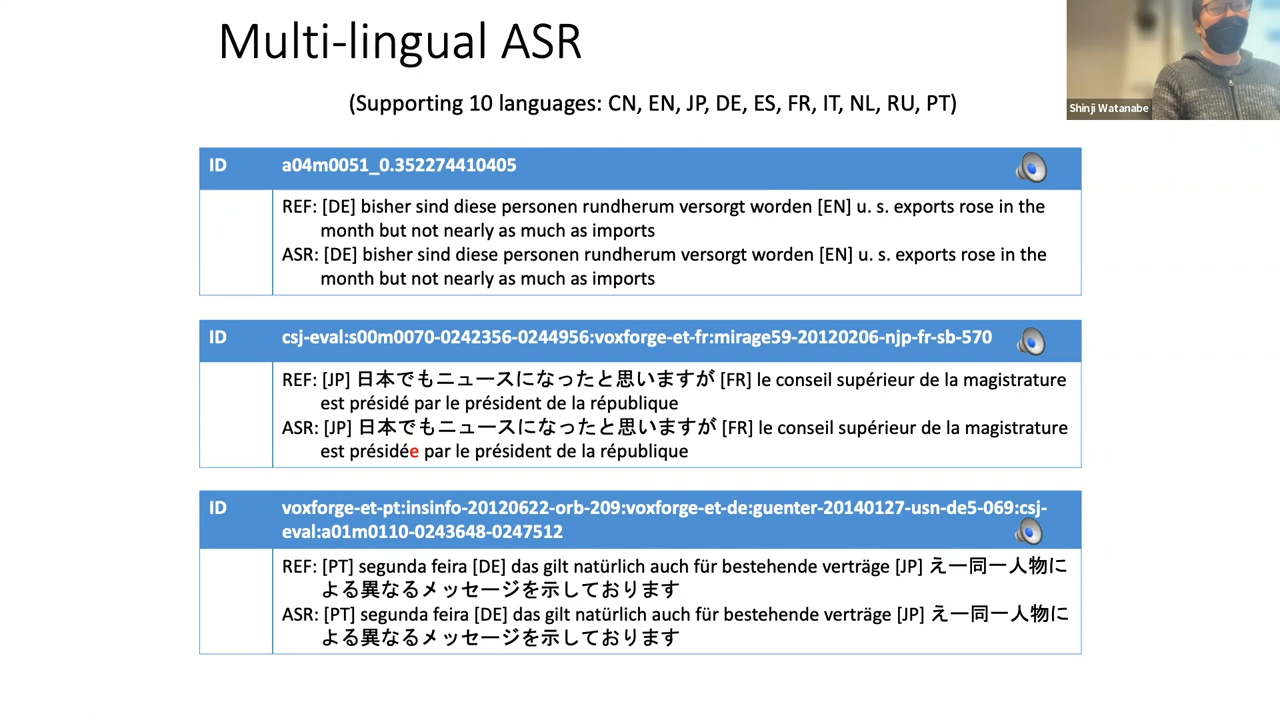 Multi-lingual ASR
(Supporting 10 languages: CN, EN, JP, DE, ES, FR, IT, NL, RU, PT)
Shinji Watanabe
ID a04m0051_0.352274410405
REF: [DE] bisher sind diese personen rundherum versorgt worden [EN] u. s. exports rose in the
month but not nearly as much as imports
ASR: [DE] bisher sind diese personen rundherum versorgt worden [EN] u. s. exports rose in the
month but not nearly as much as imports
ID csj-eval:s00m0070-0242356-0244956:voxforge-et-fr:mirage59-20120206-njp-fr-sb-570
REF: [JP] 日本でもニュースになったと思いますが [FR] le conseil supérieur de la magistrature
est présidé par le président de la république
ASR: [JP] 日本でもニュースになったと思いますが [FR] le conseil supérieur de la magistrature
est présidée par le président de la république
ID voxforge-et-pt:insinfo-20120622-orb-209:voxforge-et-de:guenter-20140127-usn-de5-069:csj-
eval:a01m0110-0243648-0247512
REF: [PT] segunda feira [DE] das gilt natürlich auch für bestehende verträge [JP] え一同一人物に
よる異なるメッセージを示しております
ASR: [PT] segunda feira [DE] das gilt natürlich auch für bestehende verträge [JP] え一同一人物に
よる異なるメッセージを示しております